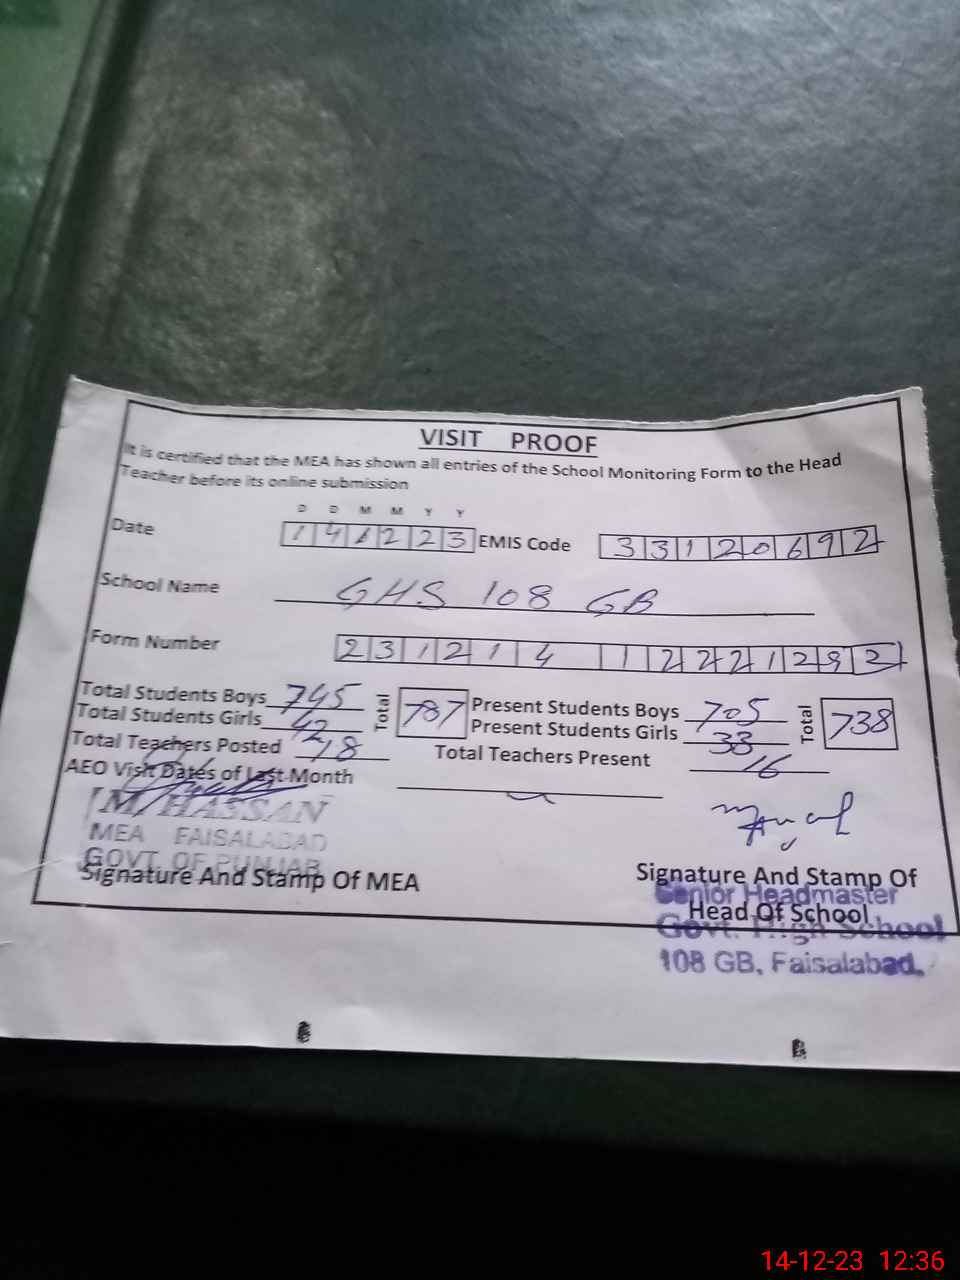 VISIT PROOF
It is certified that the MEA has shown all entries of the School Monitoring Form to the Head
Teacher before its online submission
D D M M Y Y
Date 141223 EMIS Code 33120692
School Name GHS 108 GB
Form Number 231214 12221292
Total Students Boys 745 Total 787 Present Students Boys 705 Total 738
Total Students Girls 42 Present Students Girls 33
Total Teachers Posted 18 Total Teachers Present 16
AEO Visit Dates of Last Month
M/HASSAN
MEA FAISALABAD
GOVT. OF PUNJAB
Signature And Stamp Of MEA
Signature And Stamp Of
Head Of School
Senior Headmaster
Govt. High School
108 GB, Faisalabad.
14-12-23 12:36